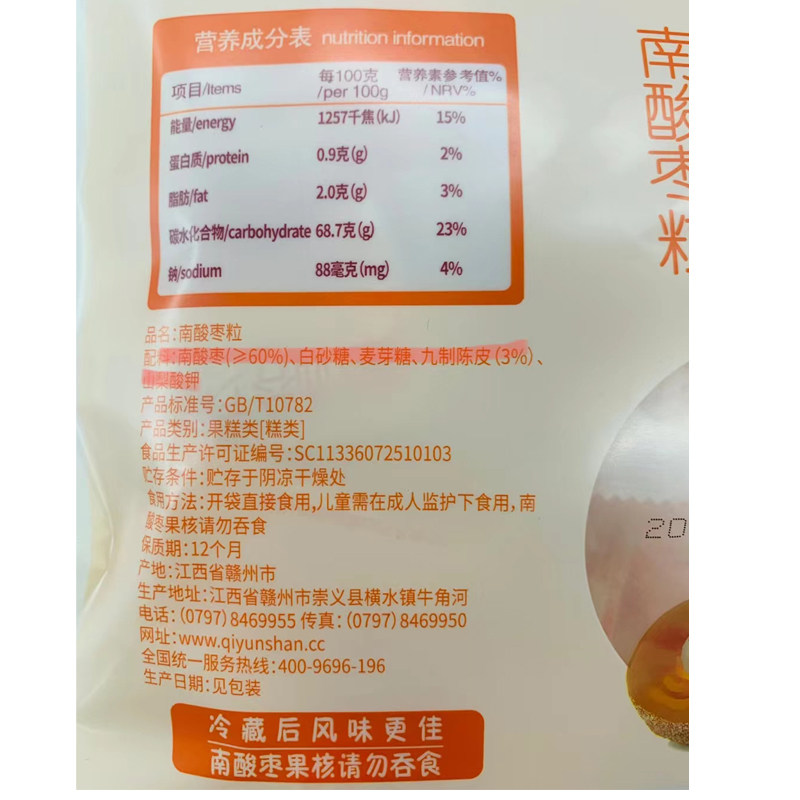 营养成分表 nutrition information
项目/Items 每100克/per 100g 营养素参考值%/NRV%
能量/energy 1257千焦(kJ) 15%
蛋白质/protein 0.9克(g) 2%
脂肪/fat 2.0克(g) 3%
碳水化合物/carbohydrate 68.7克(g) 23%
钠/sodium 88毫克(mg) 4%
品名:南酸枣粒
配料:南酸枣(≥60%)、白砂糖、麦芽糖、九制陈皮(3%)、
山梨酸钾
产品标准号:GB/T10782
产品类别:果糕类[糕类]
食品生产许可证编号:SC11336072510103
贮存条件:贮存于阴凉干燥处
食用方法:开袋直接食用,儿童需在成人监护下食用,南
酸枣果核请勿吞食
保质期:12个月
产地:江西省赣州市
生产地址:江西省赣州市崇义县横水镇牛角河
电话:(0797)8469955 传真:(0797)8469950
网址:www.qiyunshan.cc
全国统一服务热线:400-9696-196
生产日期:见包装
冷藏后风味更佳
南酸枣果核请勿吞食
南酸枣粒
20